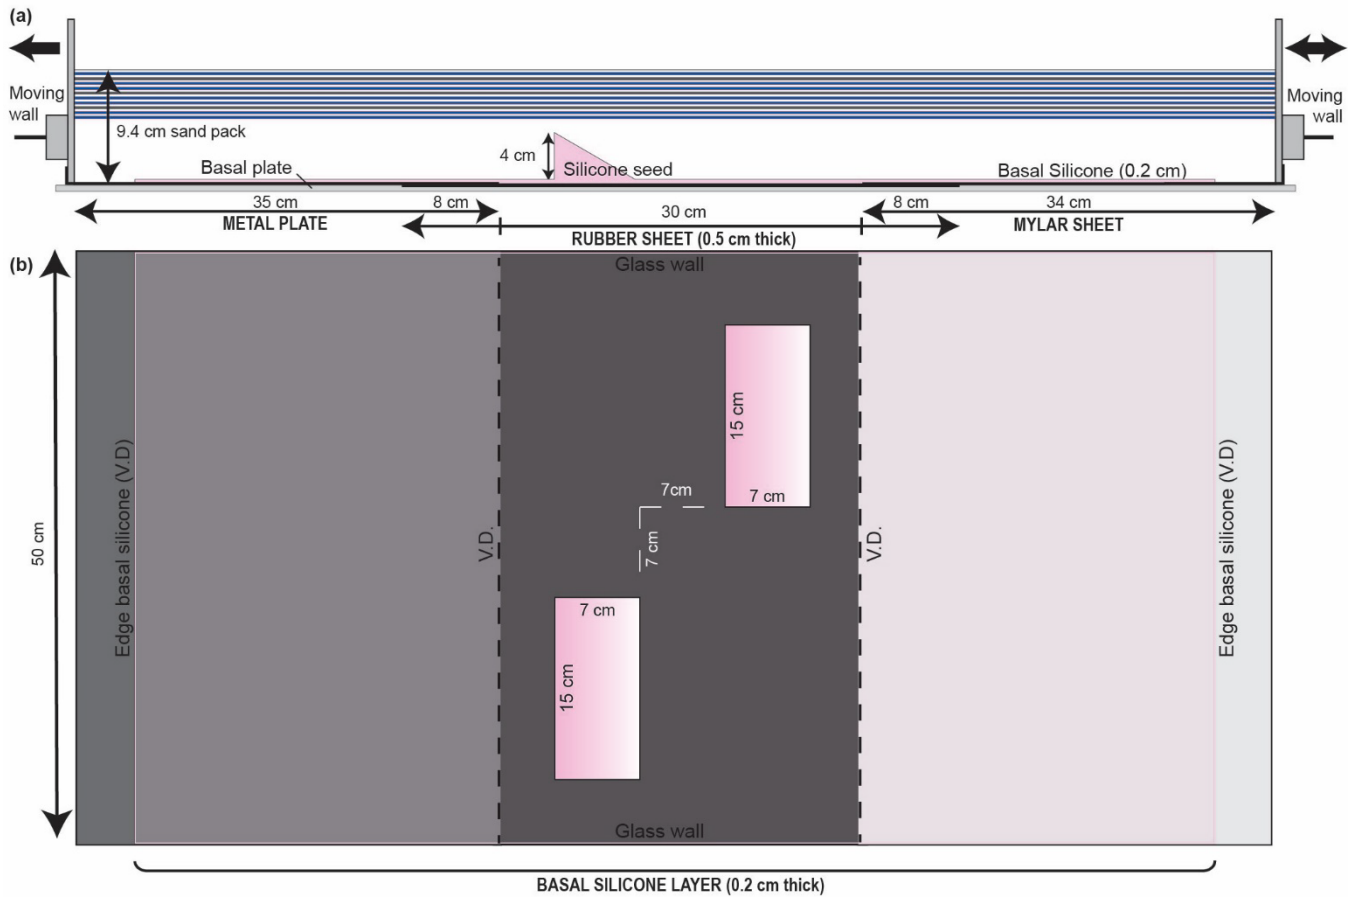 (a)
Moving
wall
Moving
wall
9.4 cm sand pack
4 cm
Silicone seed
Basal plate
Basal Silicone (0.2 cm)
35 cm
8 cm
30 cm
8 cm
34 cm
METAL PLATE
RUBBER SHEET (0.5 cm thick)
MYLAR SHEET
(b)
Glass wall
50 cm
Edge basal silicone (V.D)
V.D.
15 cm
7 cm
7cm
7 cm
7 cm
15 cm
V.D.
Edge basal silicone (V.D)
Glass wall
BASAL SILICONE LAYER (0.2 cm thick)